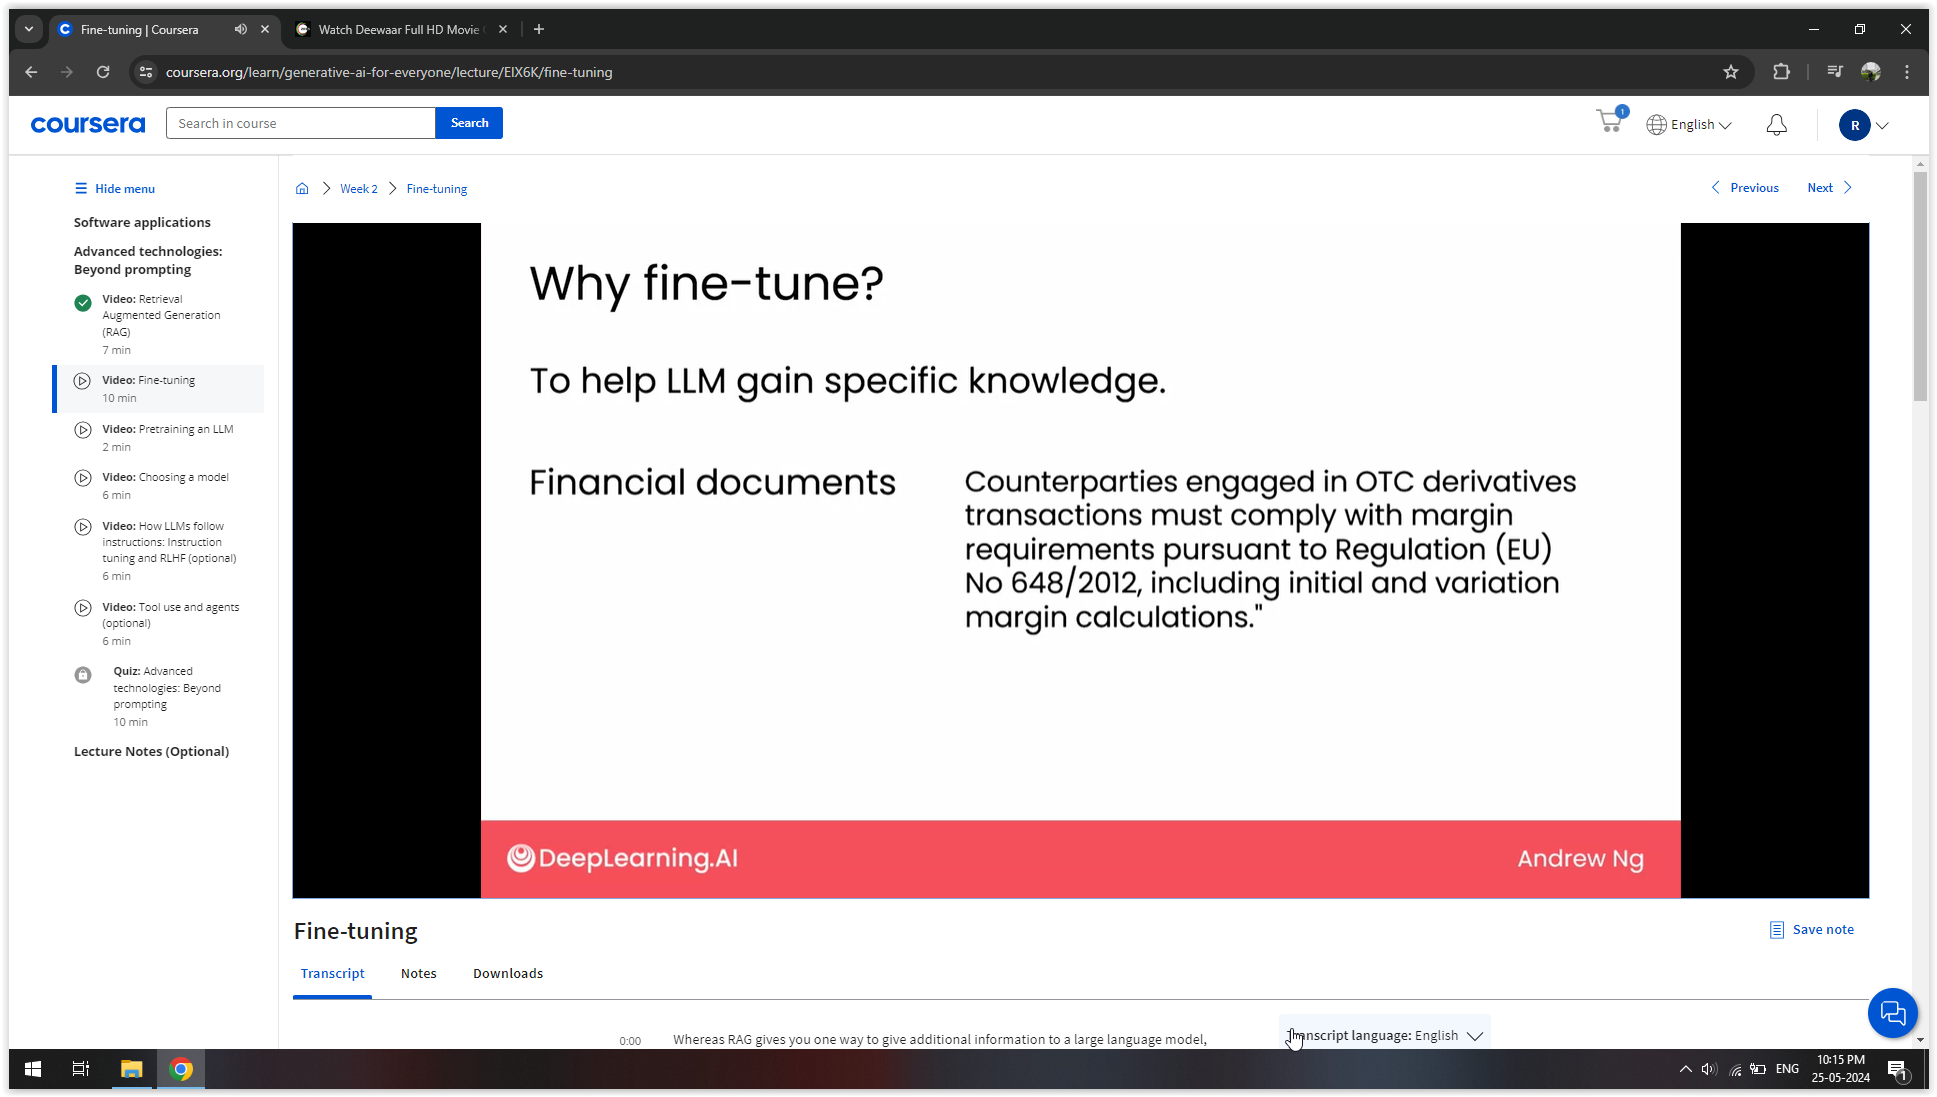 Fine-tuning | Coursera
Watch Deewaar Full HD Movie
coursera.org/learn/generative-ai-for-everyone/lecture/EIX6K/fine-tuning
coursera
Search in course
Search
1
English
R
Hide menu
Software applications
Advanced technologies:
Beyond prompting
Video: Retrieval
Augmented Generation
(RAG)
7 min
Video: Fine-tuning
10 min
Video: Pretraining an LLM
2 min
Video: Choosing a model
6 min
Video: How LLMs follow
instructions: Instruction
tuning and RLHF (optional)
6 min
Video: Tool use and agents
(optional)
6 min
Quiz: Advanced
technologies: Beyond
prompting
10 min
Lecture Notes (Optional)
Week 2
Fine-tuning
Previous
Next
Why fine-tune?
To help LLM gain specific knowledge.
Financial documents
Counterparties engaged in OTC derivatives
transactions must comply with margin
requirements pursuant to Regulation (EU)
No 648/2012, including initial and variation
margin calculations."
DeepLearning.AI
Andrew Ng
Fine-tuning
Save note
Transcript
Notes
Downloads
0:00
Whereas RAG gives you one way to give additional information to a large language model,
language: English
ENG
10:15 PM
25-05-2024
1